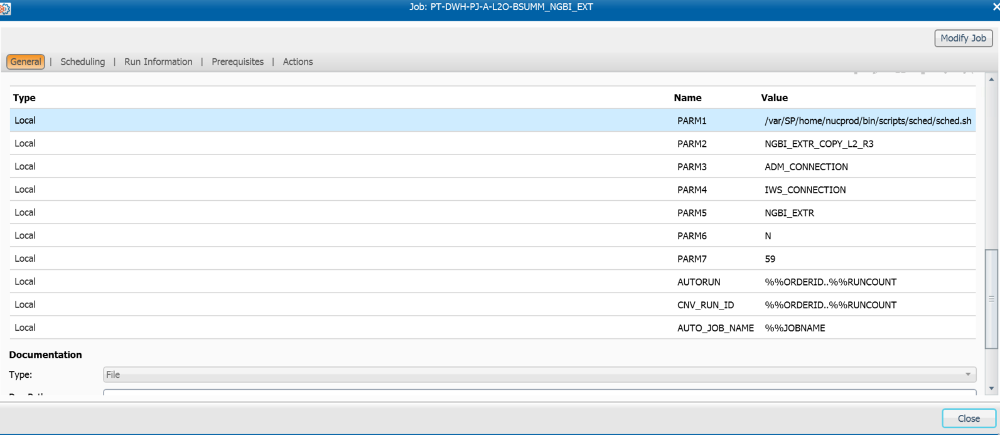 Job: PT-DWH-PJ-A-L2O-BSUMM_NGBI_EXT
Modify Job
General | Scheduling | Run Information | Prerequisites | Actions
Type Name Value
Local PARM1 /var/SP/home/nucprod/bin/scripts/sched/sched.sh
Local PARM2 NGBI_EXTR_COPY_L2_R3
Local PARM3 ADM_CONNECTION
Local PARM4 IWS_CONNECTION
Local PARM5 NGBI_EXTR
Local PARM6 N
Local PARM7 59
Local AUTORUN %%ORDERID..%%RUNCOUNT
Local CNV_RUN_ID %%ORDERID..%%RUNCOUNT
Local AUTO_JOB_NAME %%JOBNAME
Documentation
Type: File
Close